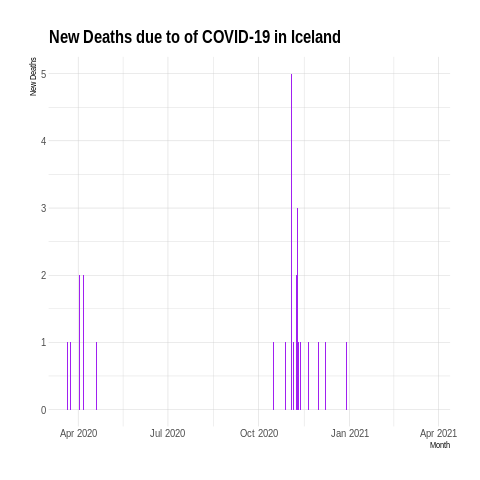 New Deaths due to of COVID-19 in Iceland
New Deaths
5
4
3
2
1
0
Apr 2020
Jul 2020
Oct 2020
Jan 2021
Apr 2021
Month